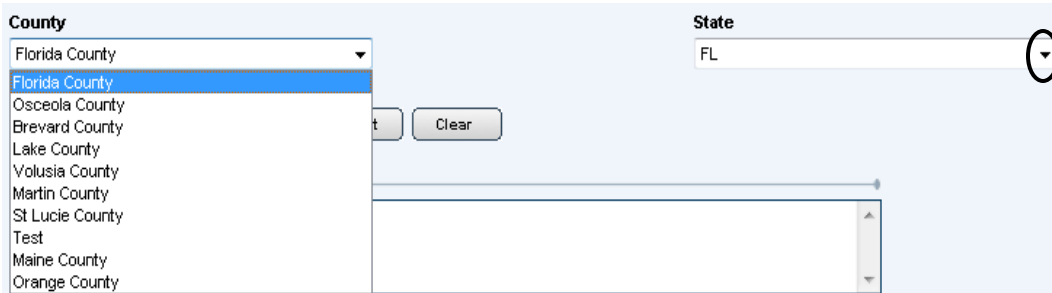 County State
Florida County FL
Florida County
Osceola County
Brevard County
t Clear
Lake County
Volusia County
Martin County
St Lucie County
Test
Maine County
Orange County